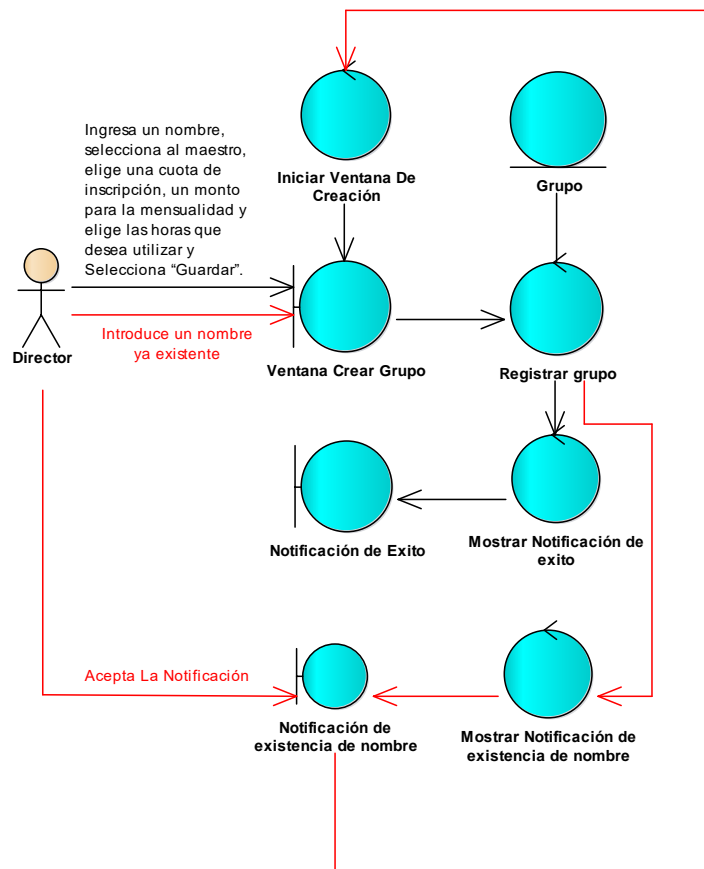 Ingresa un nombre,
selecciona al maestro,
elige una cuota de
inscripción, un monto
para la mensualidad y
elige las horas que
desea utilizar y
Selecciona “Guardar”.
Iniciar Ventana De
Creación
Grupo
Director
Introduce un nombre
ya existente
Ventana Crear Grupo
Registrar grupo
Notificación de Exito
Mostrar Notificación de
exito
Acepta La Notificación
Notificación de
existencia de nombre
Mostrar Notificación de
existencia de nombre